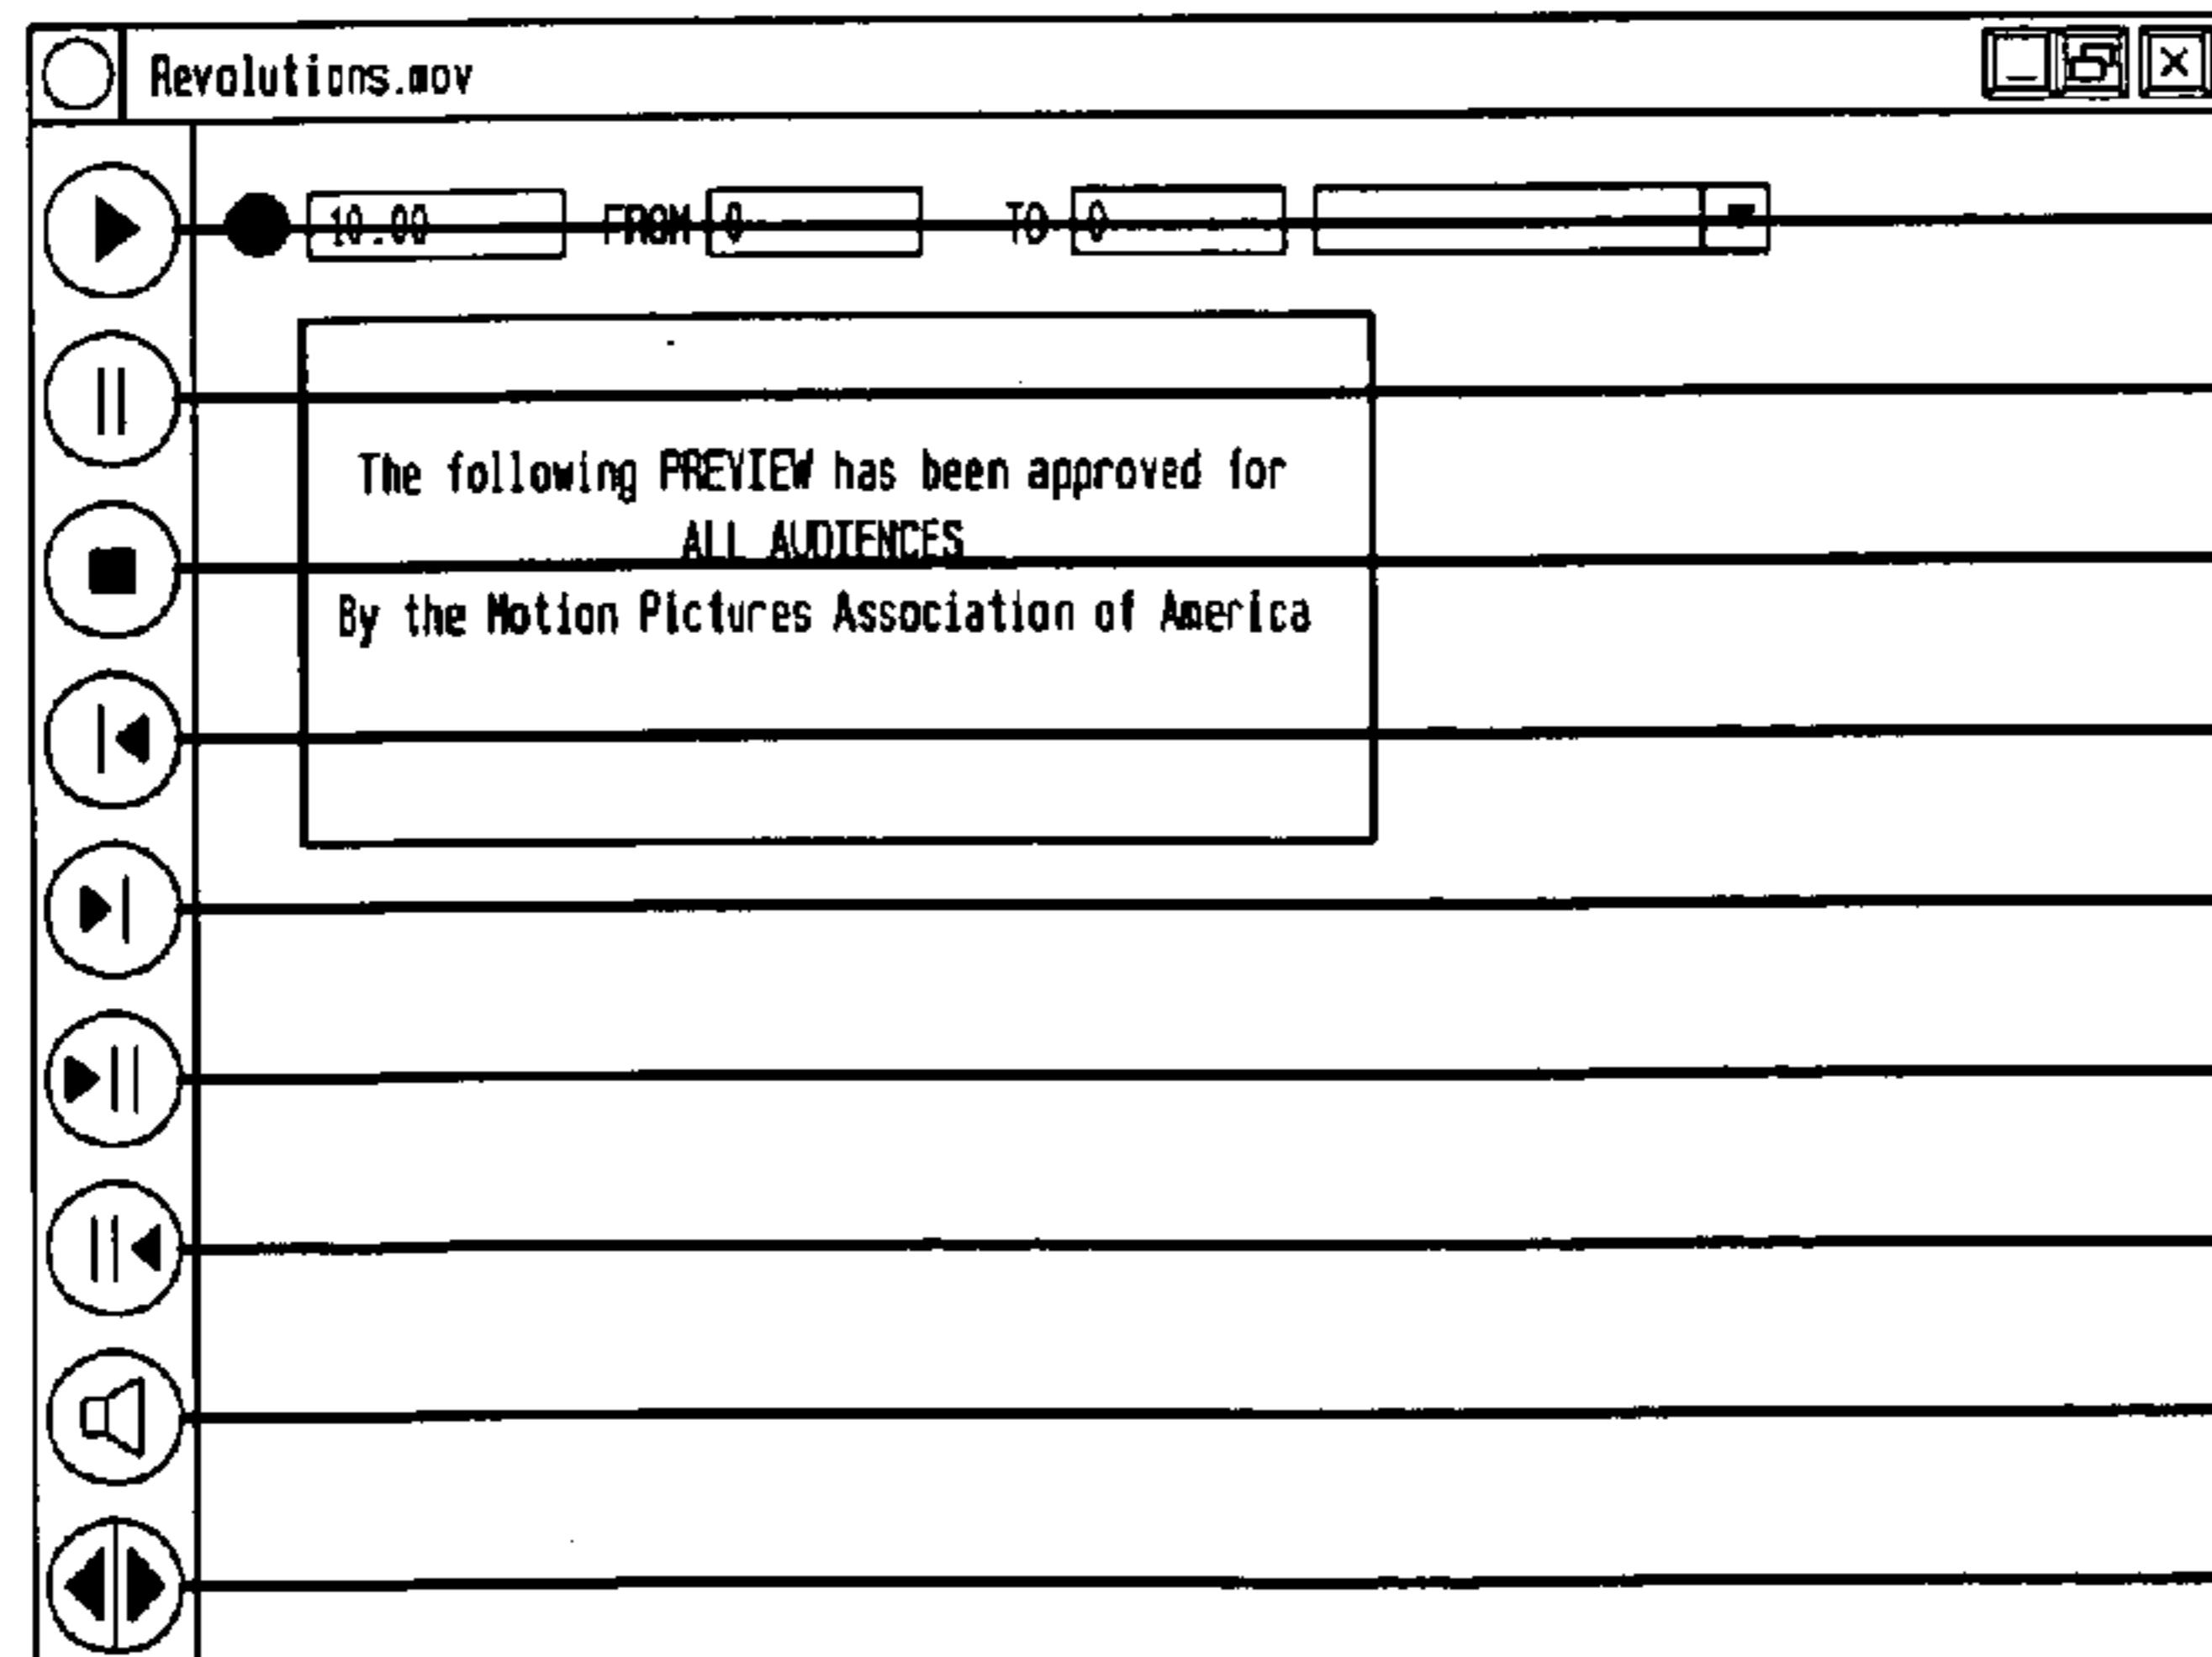 Revolutions.mov
10.00 FROM 0 TO 0
The following PREVIEW has been approved for
ALL AUDIENCES
By the Motion Pictures Association of America